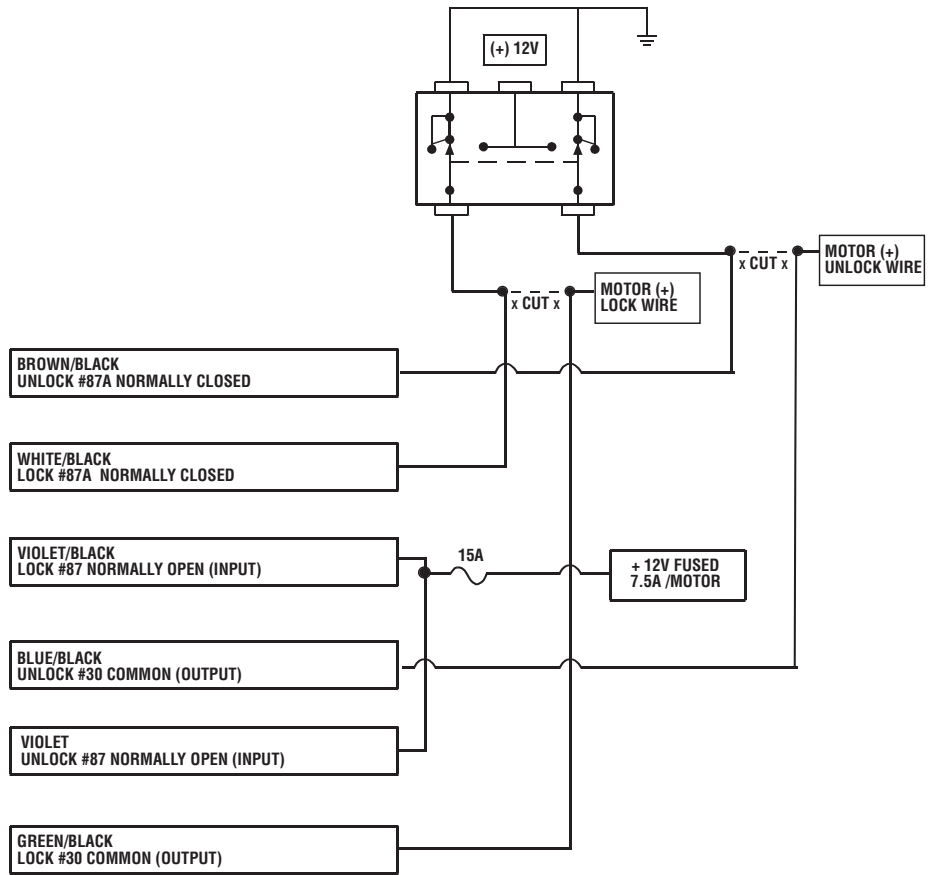 (+) 12V
MOTOR (+)
UNLOCK WIRE
x CUT x
MOTOR (+)
LOCK WIRE
x CUT x
BROWN/BLACK
UNLOCK #87A NORMALLY CLOSED
WHITE/BLACK
LOCK #87A NORMALLY CLOSED
VIOLET/BLACK
LOCK #87 NORMALLY OPEN (INPUT)
15A
+ 12V FUSED
7.5A /MOTOR
BLUE/BLACK
UNLOCK #30 COMMON (OUTPUT)
VIOLET
UNLOCK #87 NORMALLY OPEN (INPUT)
GREEN/BLACK
LOCK #30 COMMON (OUTPUT)